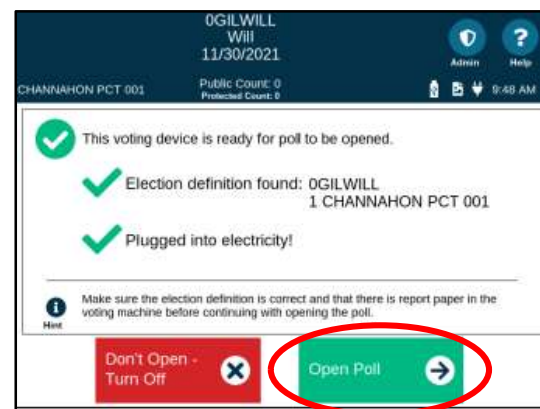 0GILWILL
Will
11/30/2021
Admin
Help
CHANNAHON PCT 001
Public Count: 0
Protected Count: 0
9:48 AM
This voting device is ready for poll to be opened.
Election definition found: 0GILWILL
1 CHANNAHON PCT 001
Plugged into electricity!
Hint
Make sure the election definition is correct and that there is report paper in the
voting machine before continuing with opening the poll.
Don't Open -
Turn Off
Open Poll